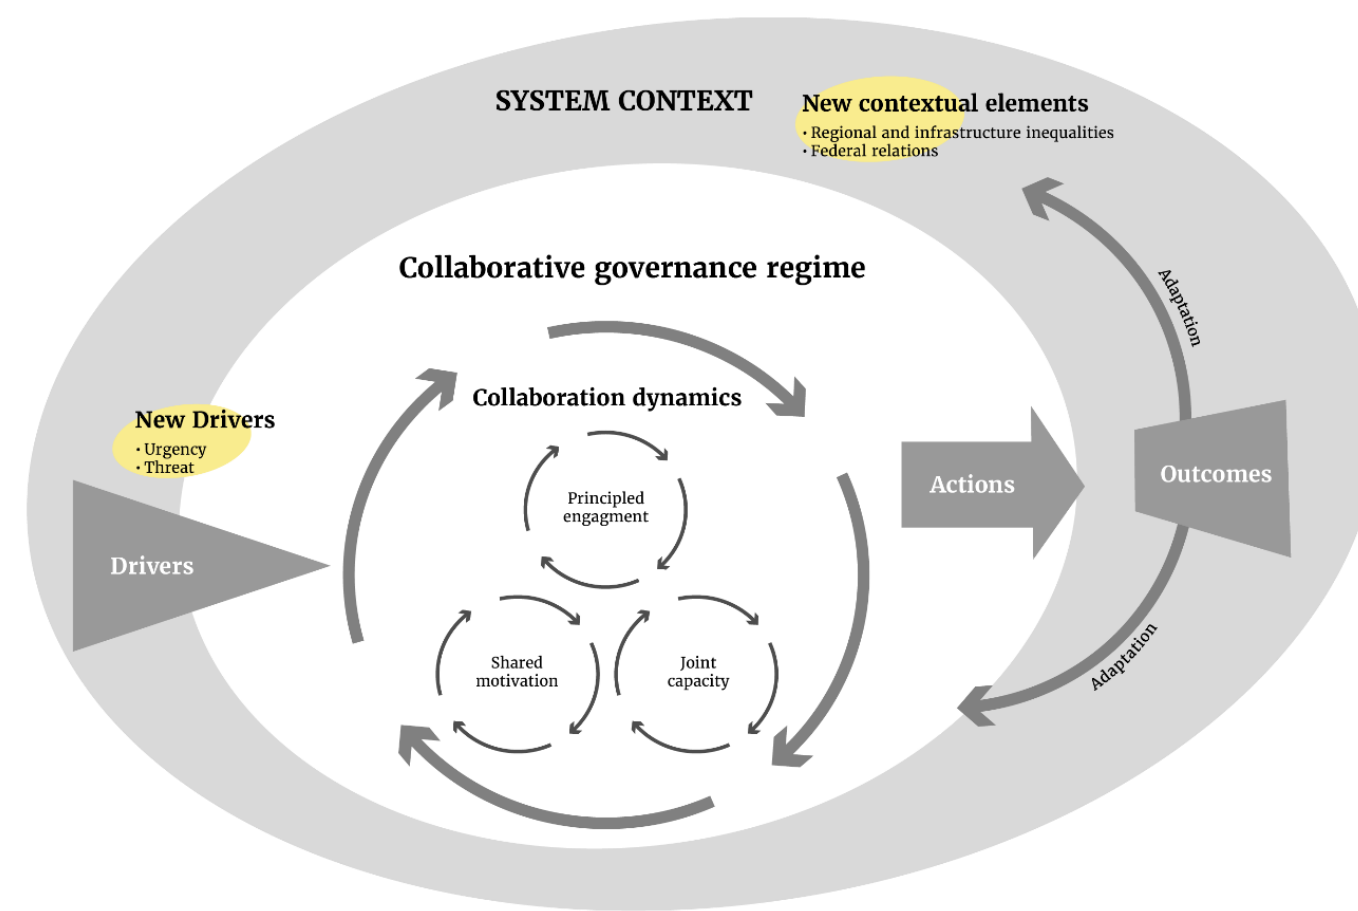 SYSTEM CONTEXT
New contextual elements
• Regional and infrastructure inequalities
• Federal relations
Collaborative governance regime
Adaptation
Collaboration dynamics
New Drivers
• Urgency
• Threat
Principled
engagment
Actions
Outcomes
Drivers
Shared
motivation
Joint
capacity
Adaptation